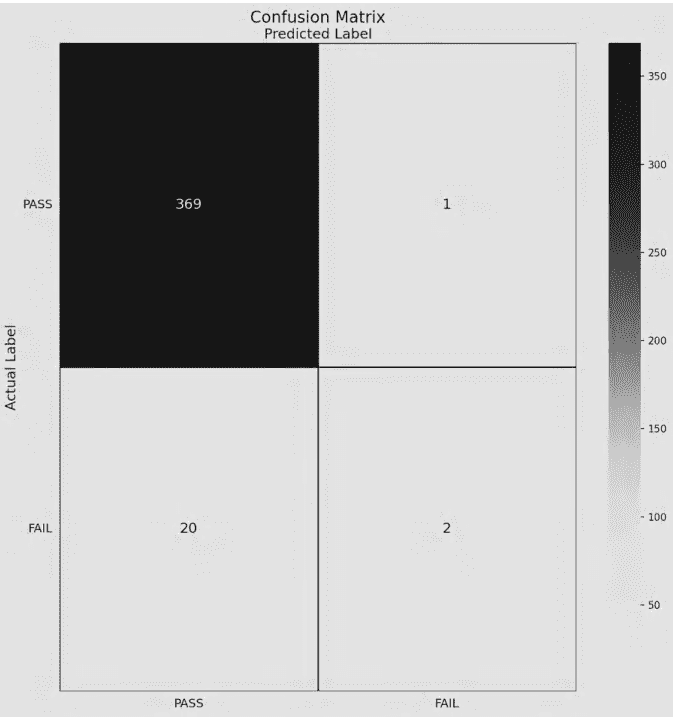 Confusion Matrix
Predicted Label
350
PASS
369
1
300
250
200
Actual Label
150
100
FAIL
20
2
50
PASS
FAIL